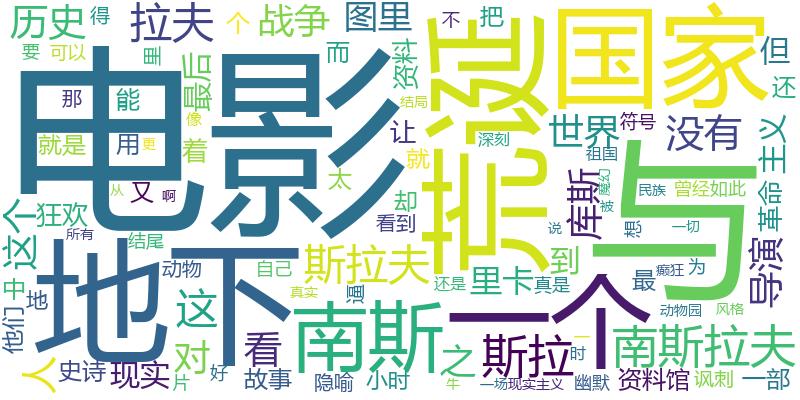 历史 得 拉夫 个 战争 图里 不 把 国家
要 可以 里 最后 而 资料 荒诞 但
那 能 电影 像 结局 还
就是 用 更 着 让 深刻 世界 符号 没有 主义
从 又 啊 太 就 祖国
这个 狂欢 却 看到 库斯 魔幻 民族 曾经如此 革命
所有 结尾 被 与 说 想 一切
地下 动物 自己 斯拉夫 还是 里卡 到 真是 最 癫狂 为 导演
他们 中 地 这 真实 逼 南斯 一个 动物园 风格
人 对 看 之 斯拉 一 南斯拉夫
史诗 现实 片 好 故事 隐喻 小时 牛 一场 现实主义 时 幽默 资料馆 讽刺 一部